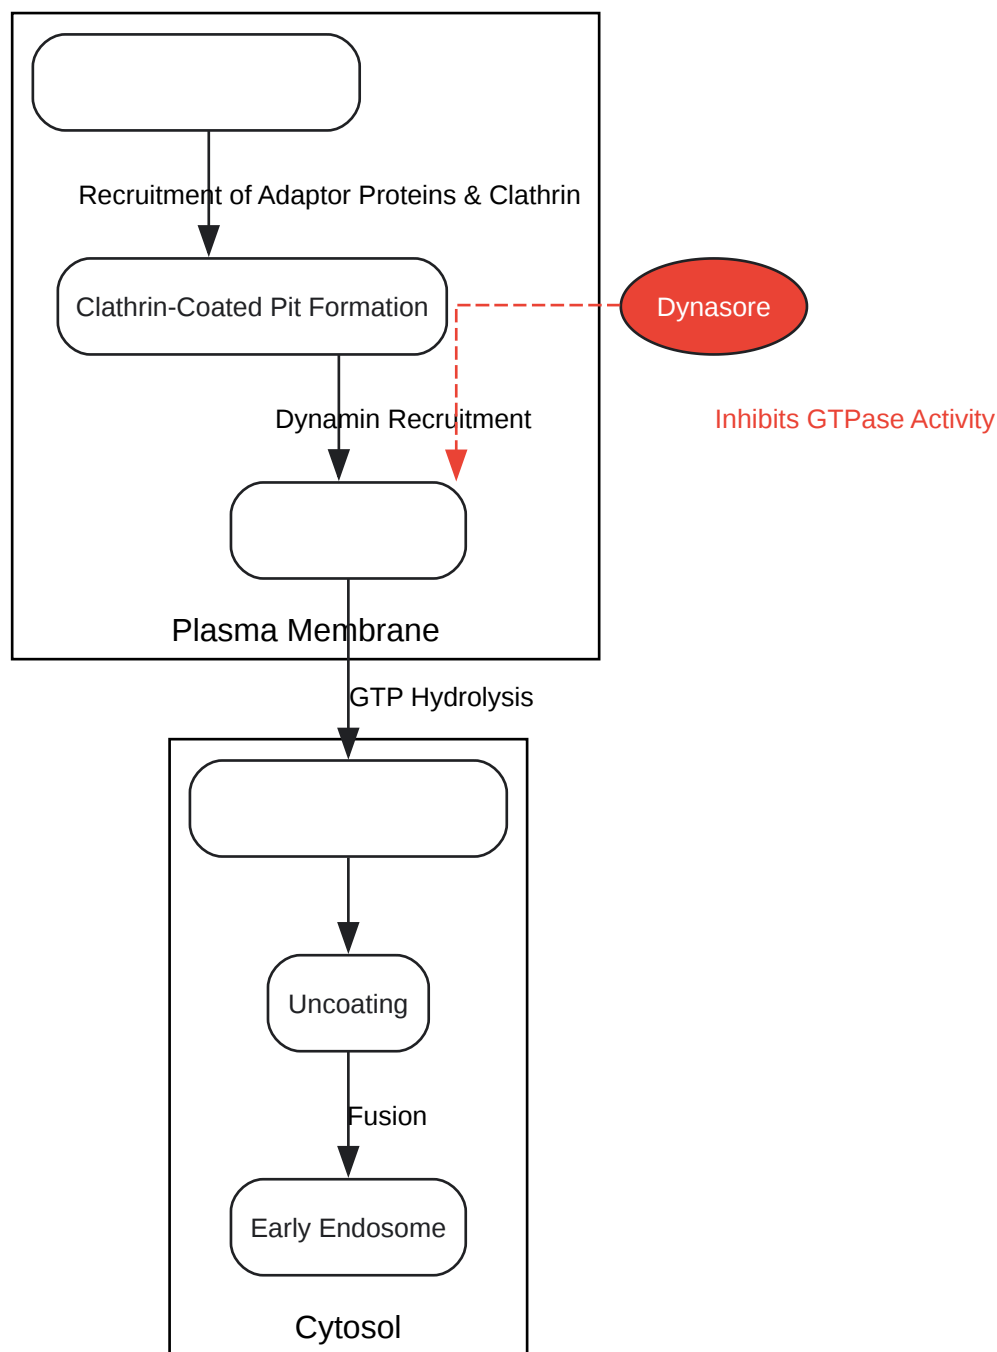 Recruitment of Adaptor Proteins & Clathrin
Clathrin-Coated Pit Formation
Dynasore
Dynamin Recruitment
Inhibits GTPase Activity
Plasma Membrane
GTP Hydrolysis
Uncoating
Fusion
Early Endosome
Cytosol